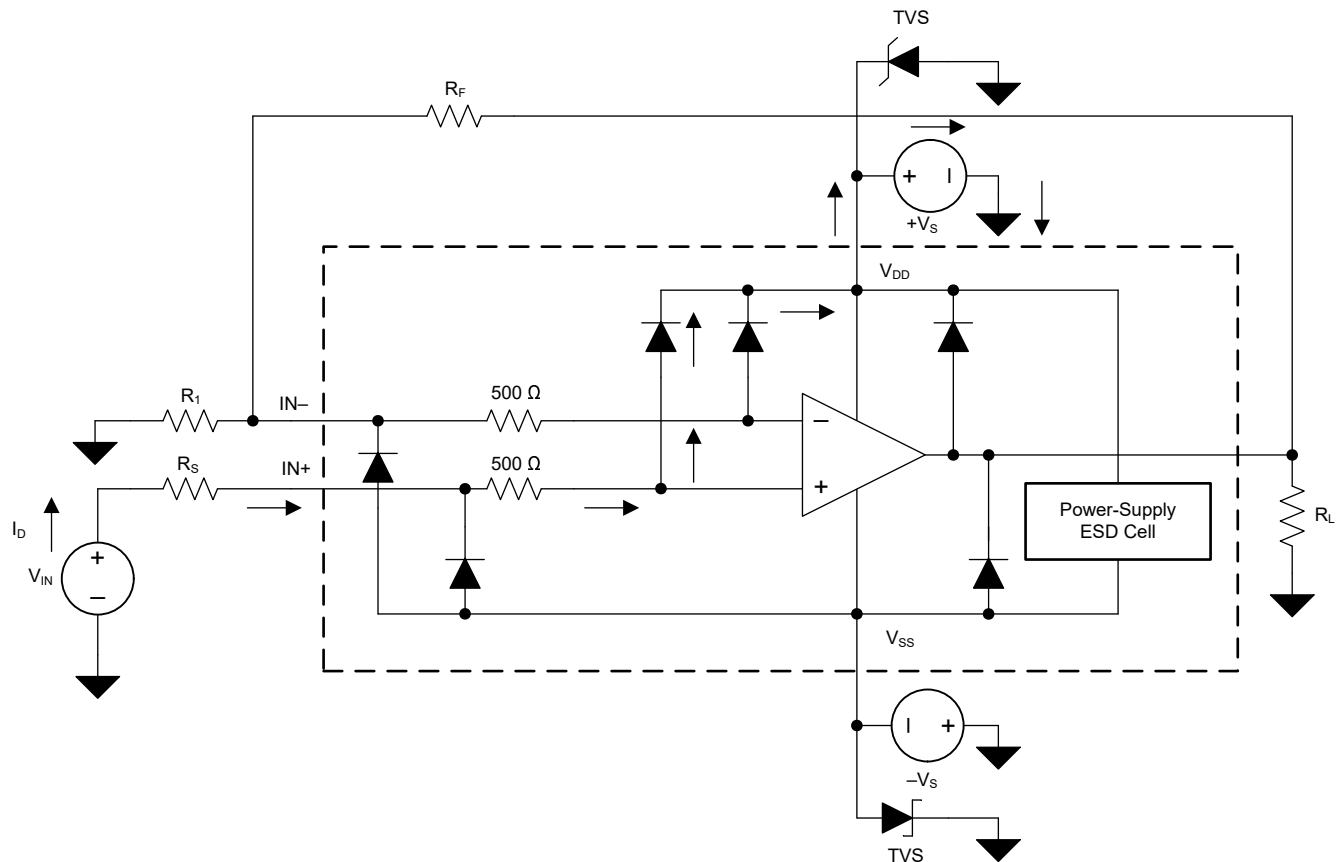 TVS
R_F
+ –
+V_S
V_DD
R_1
IN–
500 Ω
–
R_S
IN+
500 Ω
+
I_D
V_IN
+
–
Power-Supply
ESD Cell
R_L
V_SS
– +
–V_S
TVS